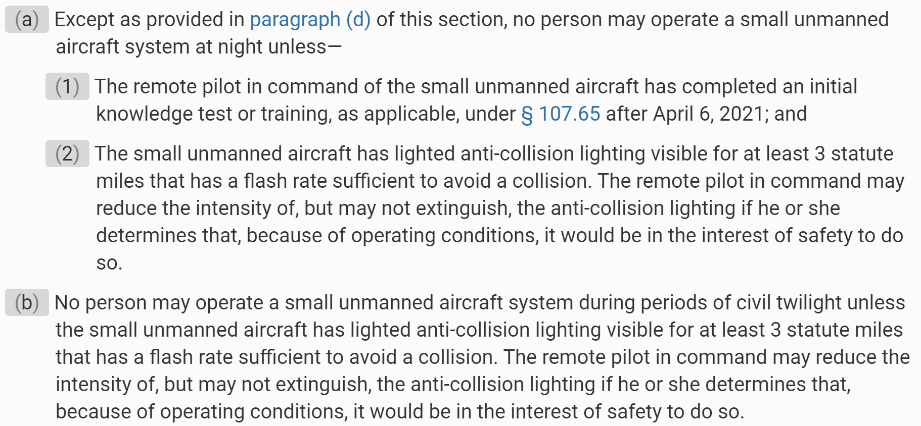 (a) Except as provided in paragraph (d) of this section, no person may operate a small unmanned
aircraft system at night unless—
(1) The remote pilot in command of the small unmanned aircraft has completed an initial
knowledge test or training, as applicable, under § 107.65 after April 6, 2021; and
(2) The small unmanned aircraft has lighted anti-collision lighting visible for at least 3 statute
miles that has a flash rate sufficient to avoid a collision. The remote pilot in command may
reduce the intensity of, but may not extinguish, the anti-collision lighting if he or she
determines that, because of operating conditions, it would be in the interest of safety to do
so.
(b) No person may operate a small unmanned aircraft system during periods of civil twilight unless
the small unmanned aircraft has lighted anti-collision lighting visible for at least 3 statute miles
that has a flash rate sufficient to avoid a collision. The remote pilot in command may reduce the
intensity of, but may not extinguish, the anti-collision lighting if he or she determines that,
because of operating conditions, it would be in the interest of safety to do so.